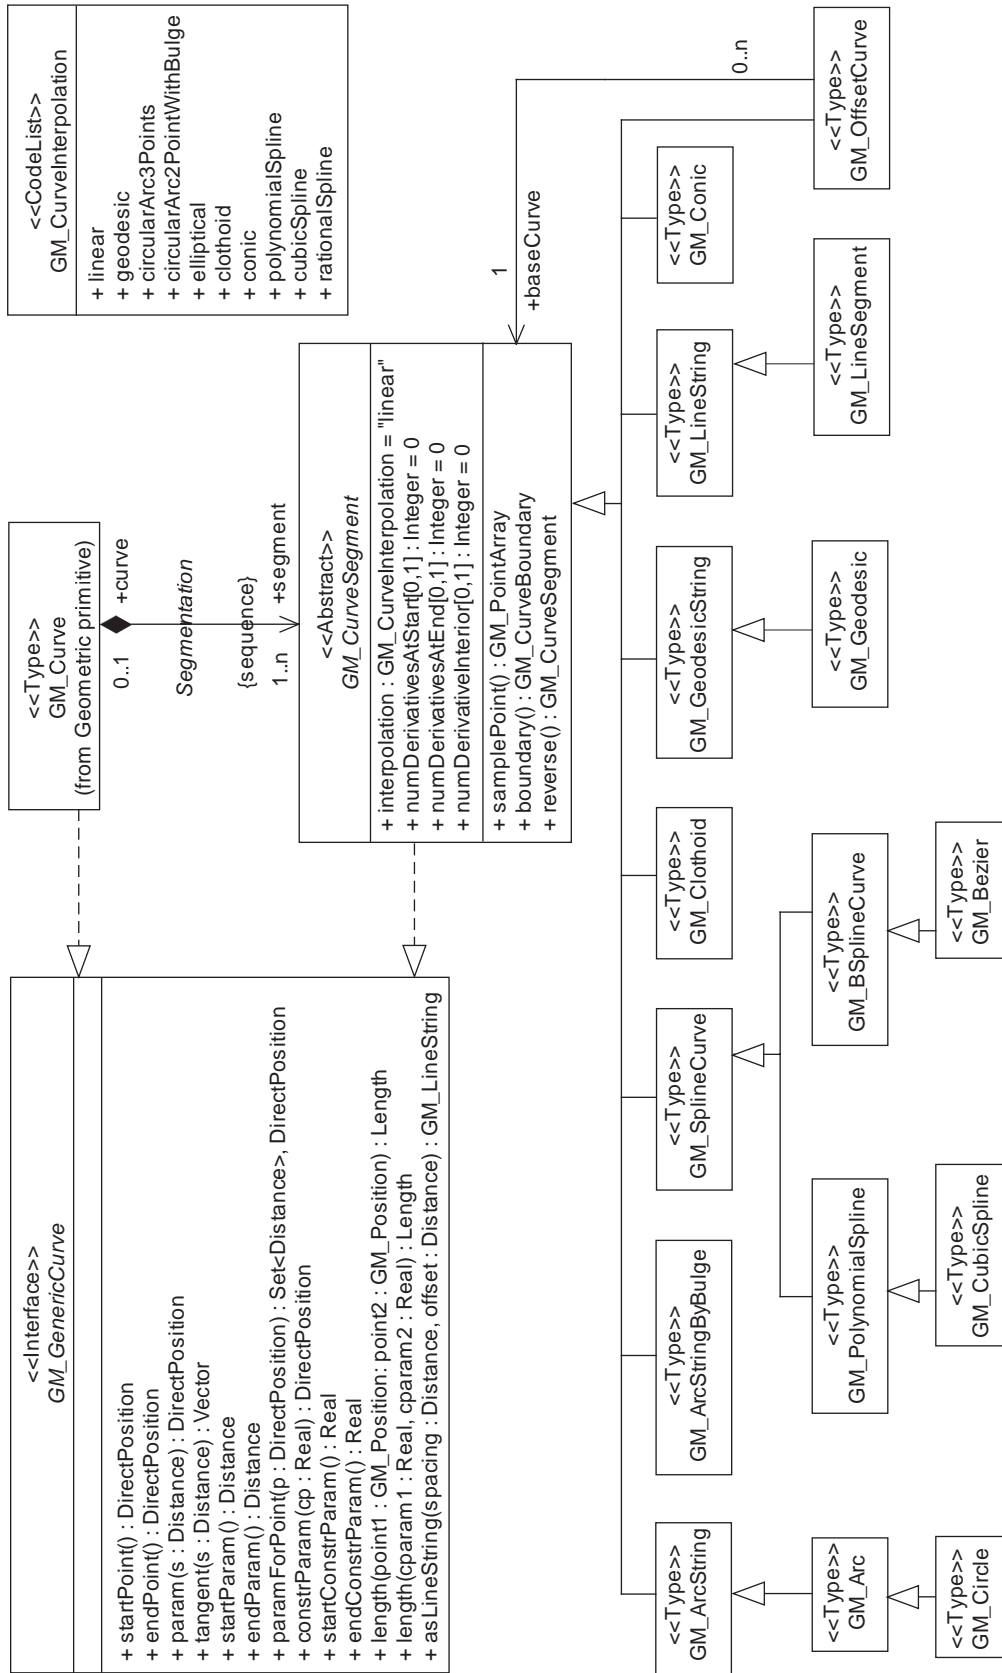 <<Interface>>
GM_GenericCurve
+ startPoint() : DirectPosition
+ endPoint() : DirectPosition
+ param(s : Distance) : DirectPosition
+ tangent(s : Distance) : Vector
+ startParam() : Distance
+ endParam() : Distance
+ paramForPoint(p : DirectPosition) : Set<Distance>, DirectPosition
+ constrParam(cp : Real) : DirectPosition
+ startConstrParam() : Real
+ endConstrParam() : Real
+ length(point1 : GM_Position: point2 : GM_Position) : Length
+ length(cparam1 : Real, cparam2 : Real) : Length
+ asLineString(spacing : Distance, offset : Distance) : GM_LineString
<<Type>>
GM_Curve
(from Geometric primitive)
0..1
+curve
Segmentation
{sequence}
1..n
+segment
<<CodeList>>
GM_CurveInterpolation
+ linear
+ geodesic
+ circularArc3Points
+ circularArc2PointWithBulge
+ elliptical
+ clothoid
+ conic
+ polynomialSpline
+ cubicSpline
+ rationalSpline
<<Abstract>>
GM_CurveSegment
+ interpolation : GM_CurveInterpolation = "linear"
+ numDerivativesAtStart[0,1] : Integer = 0
+ numDerivativesAtEnd[0,1] : Integer = 0
+ numDerivativeInterior[0,1] : Integer = 0
+ samplePoint() : GM_PointArray
+ boundary() : GM_CurveBoundary
+ reverse() : GM_CurveSegment
1
+baseCurve
0..n
<<Type>>
GM_ArcString
<<Type>>
GM_ArcStringByBulge
<<Type>>
GM_SplineCurve
<<Type>>
GM_Clothoid
<<Type>>
GM_GeodesicString
<<Type>>
GM_LineString
<<Type>>
GM_Conic
<<Type>>
GM_OffsetCurve
<<Type>>
GM_Arc
<<Type>>
GM_PolynomialSpline
<<Type>>
GM_BSplineCurve
<<Type>>
GM_Geodesic
<<Type>>
GM_LineSegment
<<Type>>
GM_Circle
<<Type>>
GM_CubicSpline
<<Type>>
GM_Bezier